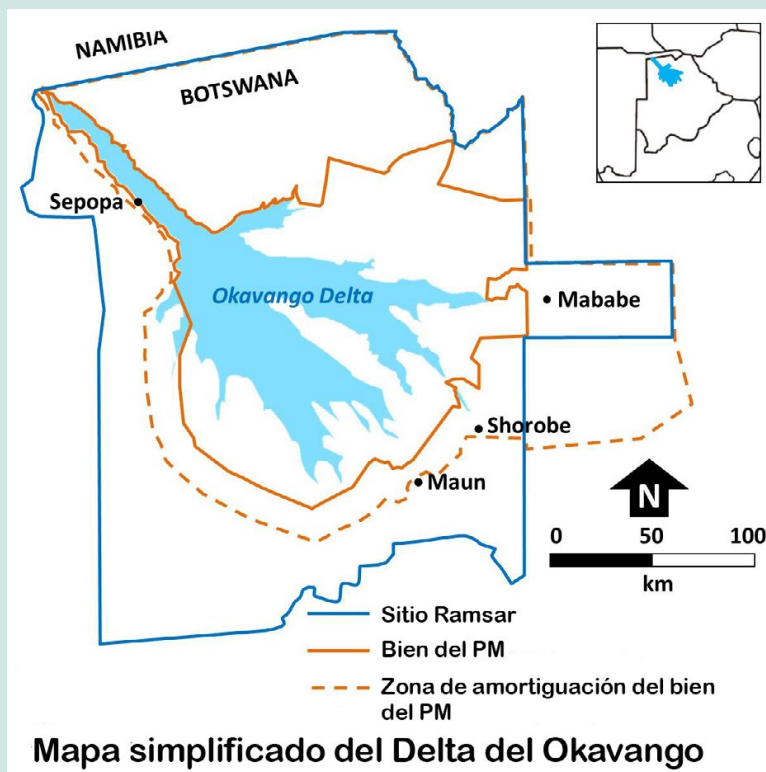 NAMIBIA
BOTSWANA
Sepopa
Okavango Delta
Mababe
Shorobe
Maun
N
0 50 100
km
Sitio Ramsar
Bien del PM
Zona de amortiguación del bien
del PM
Mapa simplificado del Delta del Okavango